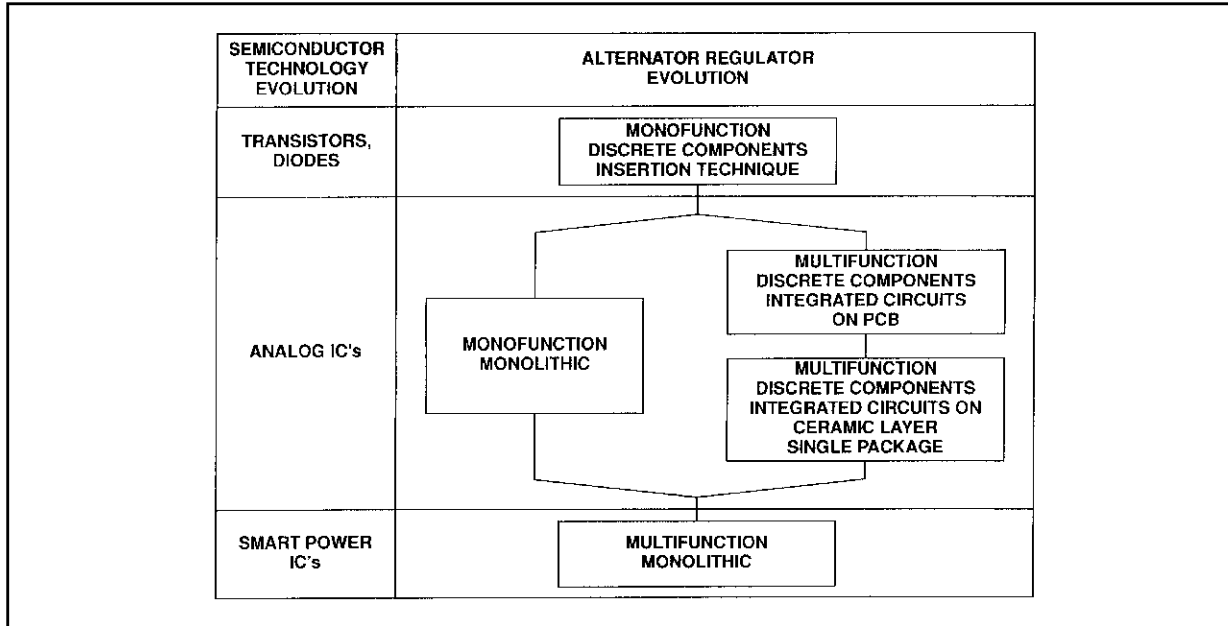 SEMICONDUCTOR
TECHNOLOGY
EVOLUTION
ALTERNATOR REGULATOR
EVOLUTION
TRANSISTORS,
DIODES
MONOFUNCTION
DISCRETE COMPONENTS
INSERTION TECHNIQUE
ANALOG IC's
MONOFUNCTION
MONOLITHIC
MULTIFUNCTION
DISCRETE COMPONENTS
INTEGRATED CIRCUITS
ON PCB
MULTIFUNCTION
DISCRETE COMPONENTS
INTEGRATED CIRCUITS ON
CERAMIC LAYER
SINGLE PACKAGE
SMART POWER
IC's
MULTIFUNCTION
MONOLITHIC